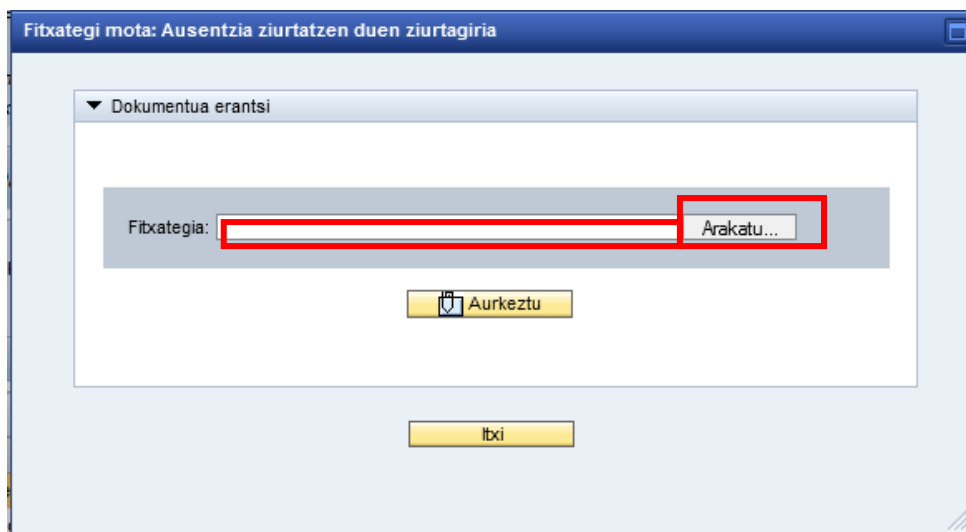 Fitxategi mota: Ausentzia ziurtatzen duen ziurtagiria
Dokumentua erantsi
Fitxategia:
Arakatu...
Aurkeztu
Itxi